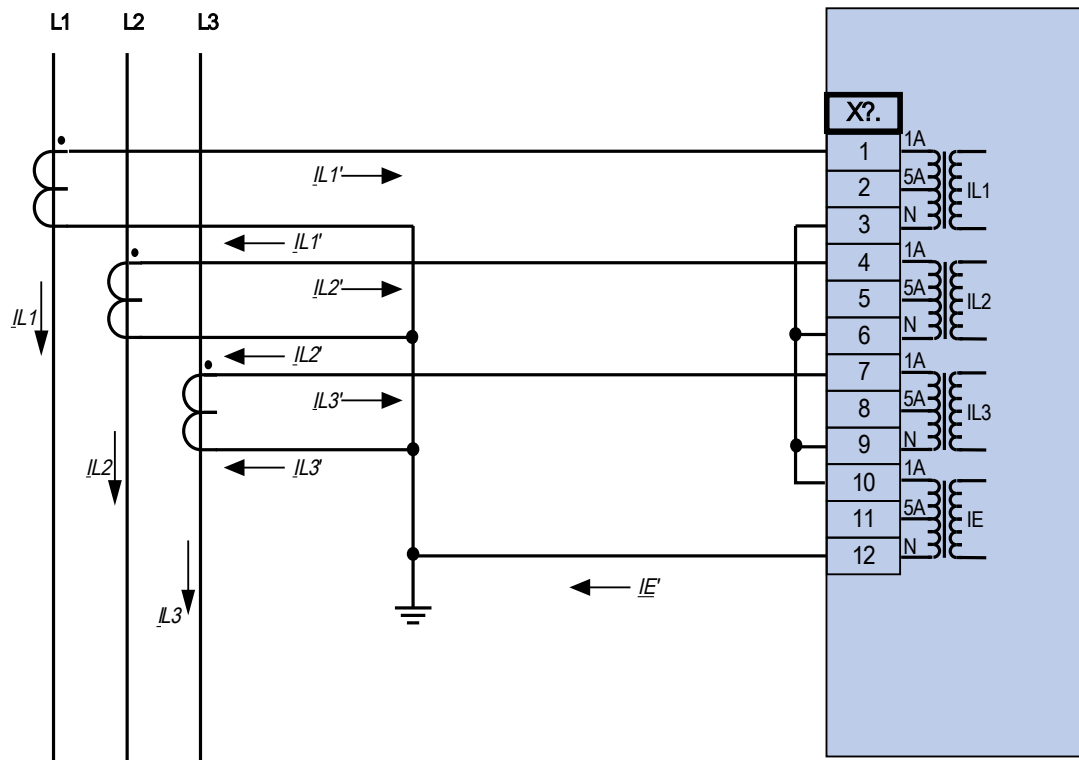 L1 L2 L3
X?.
1 1A
2 5A
3 N
IL1
4 1A
5 5A
6 N
IL2
7 1A
8 5A
9 N
IL3
10 1A
11 5A
12 N
IE
IL1'
IL1'
IL2'
IL2'
IL3'
IL3'
IE'
IL1
IL2
IL3